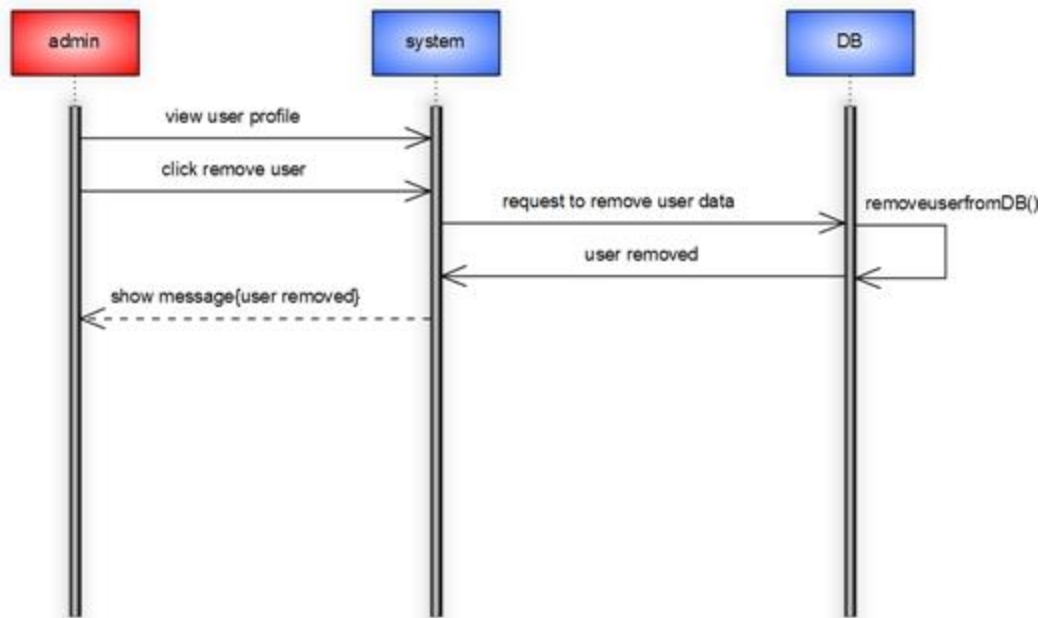 admin
system
DB
view user profile
click remove user
request to remove user data
removeuserfromDB()
user removed
show message{user removed}